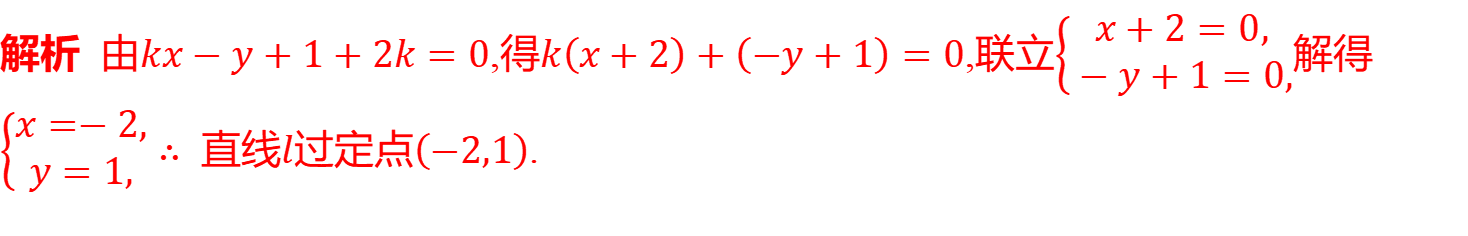 解析 由kx − y + 1 + 2k = 0,得k(x + 2) + (−y + 1) = 0,联立{x + 2 = 0, − y + 1 = 0,解得
{x =− 2, y = 1, ∴ 直线l过定点(−2,1).